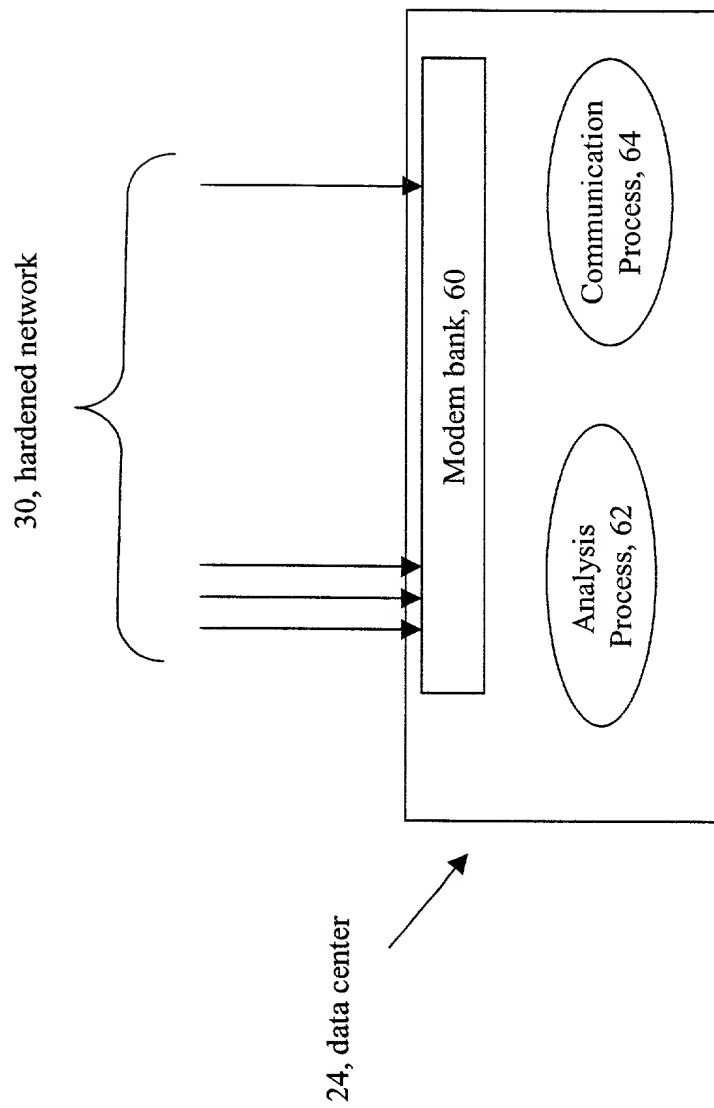 30, hardened network
24, data center
Modem bank, 60
Analysis
Process, 62
Communication
Process, 64